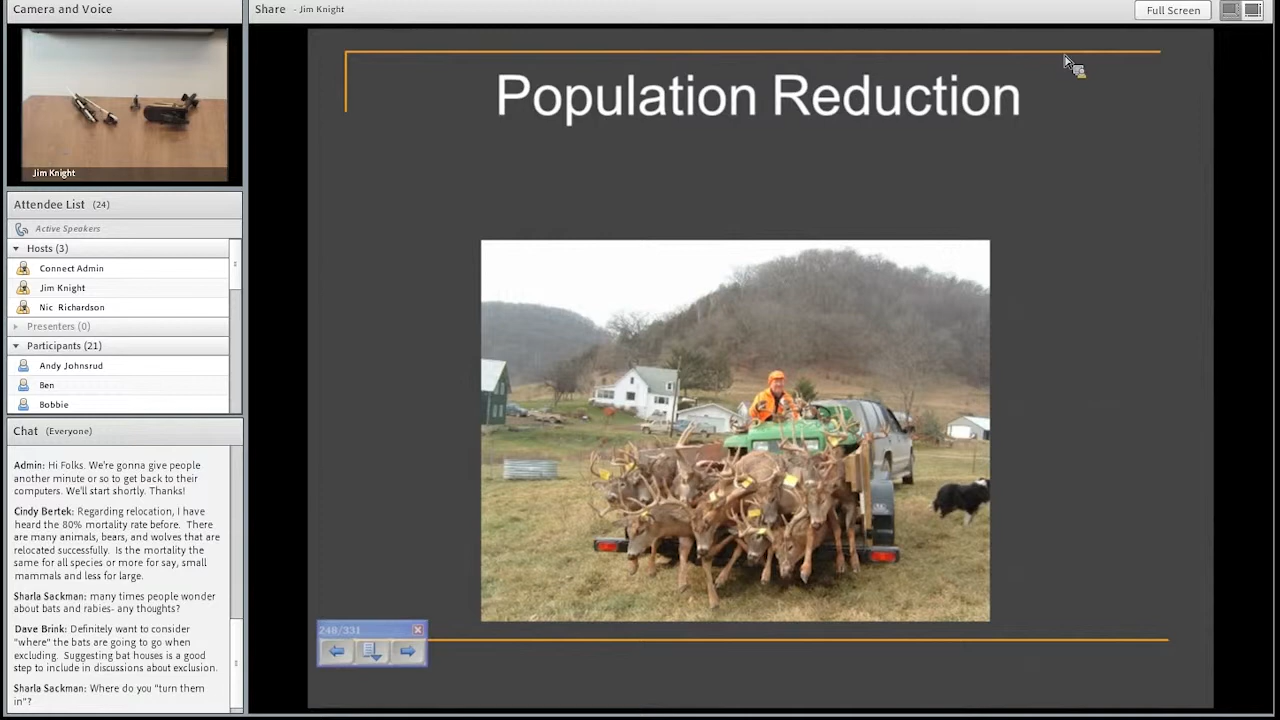 Camera and Voice
Share - Jim Knight
Full Screen
Jim Knight
Attendee List (24)
Active Speakers
Hosts (3)
Connect Admin
Jim Knight
Nic Richardson
Presenters (0)
Participants (21)
Andy Johnsrud
Ben
Bobbie
Chat (Everyone)
Admin: Hi Folks. We're gonna give people
another minute or so to get back to their
computers. We'll start shortly. Thanks!
Cindy Bertek: Regarding relocation, I have
heard the 80% mortality rate before. There
are many animals, bears, and wolves that are
relocated successfully. Is the mortality the
same for all species or more for say, small
mammals and less for large.
Sharla Sackman: many times people wonder
about bats and rabies- any thoughts?
Dave Brink: Definitely want to consider
"where" the bats are going to go when
excluding. Suggesting bat houses is a good
step to include in discussions about exclusion.
Sharla Sackman: Where do you "turn them
in"?
Population Reduction
248/331